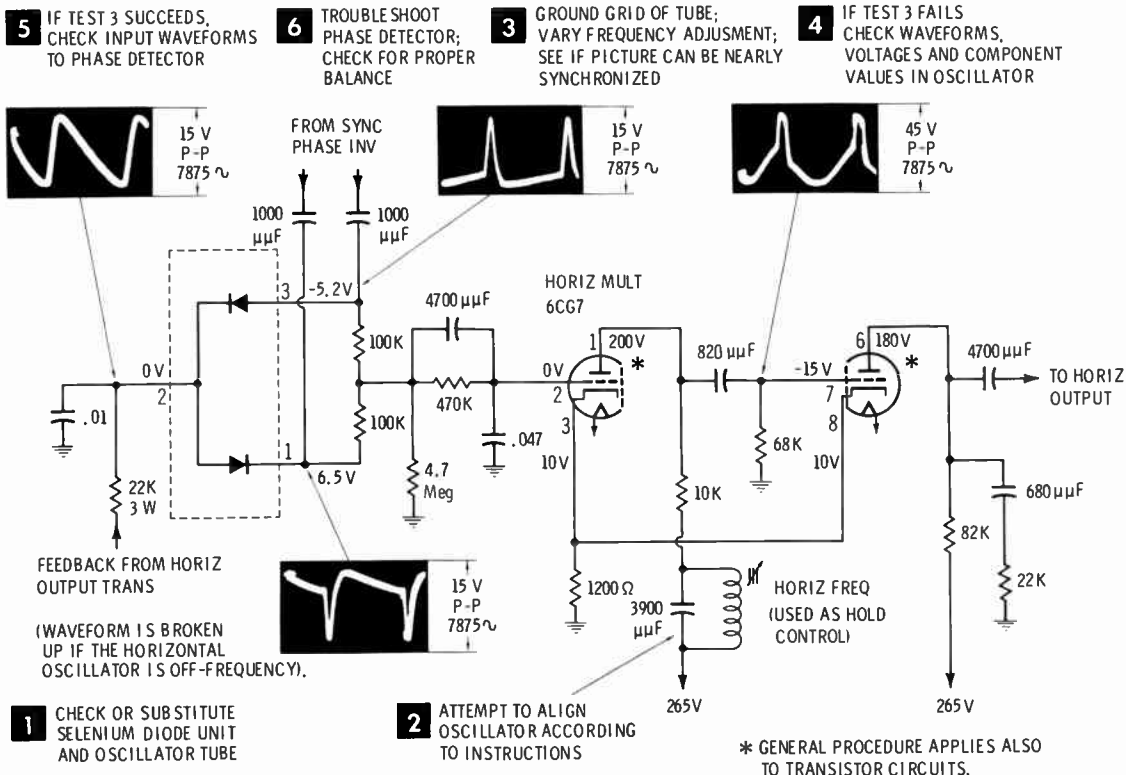 5 IF TEST 3 SUCCEEDS,
CHECK INPUT WAVEFORMS
TO PHASE DETECTOR
6 TROUBLESHOOT
PHASE DETECTOR;
CHECK FOR PROPER
BALANCE
3 GROUND GRID OF TUBE;
VARY FREQUENCY ADJUSMENT;
SEE IF PICTURE CAN BE NEARLY
SYNCHRONIZED
4 IF TEST 3 FAILS
CHECK WAVEFORMS,
VOLTAGES AND COMPONENT
VALUES IN OSCILLATOR
15 V
P-P
7875 ~
FROM SYNC
PHASE INV
15 V
P-P
7875 ~
45 V
P-P
7875 ~
1000
μμF
1000
μμF
3
-5.2V
4700 μμF
HORIZ MULT
6CG7
1
200V
*
820 μμF
6
180V
*
4700 μμF
TO HORIZ
OUTPUT
100K
0V
2
470K
0V
2
3
10V
-15V
7
8
10V
.01
100K
.047
68K
1
6.5V
4.7
Meg
10K
680 μμF
22K
3 W
82K
FEEDBACK FROM HORIZ
OUTPUT TRANS
15 V
P-P
7875 ~
1200 Ω
3900
μμF
HORIZ FREQ
(USED AS HOLD
CONTROL)
22K
(WAVEFORM IS BROKEN
UP IF THE HORIZONTAL
OSCILLATOR IS OFF-FREQUENCY).
265V
265V
1 CHECK OR SUBSTITUTE
SELENIUM DIODE UNIT
AND OSCILLATOR TUBE
2 ATTEMPT TO ALIGN
OSCILLATOR ACCORDING
TO INSTRUCTIONS
* GENERAL PROCEDURE APPLIES ALSO
TO TRANSISTOR CIRCUITS.